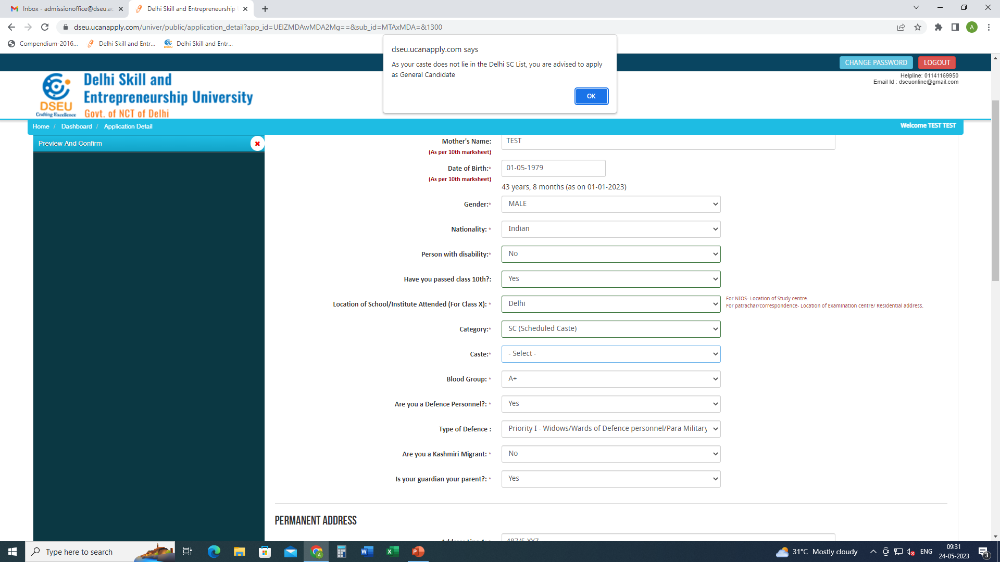 Inbox - admissionoffice@dseu.ac
Delhi Skill and Entrepreneurship
dseu.ucanapply.com/univer/public/application_detail?app_id=UEIZMDAwMDA2Mg==&sub_id=MTAxMDA=&1300
A
Compendium-2016...
Delhi Skill and Entr...
Delhi Skill and Entr...
dseu.ucanapply.com says
As your caste does not lie in the Delhi SC List, you are advised to apply
as General Candidate
OK
CHANGE PASSWORD
LOGOUT
Helpline: 01141169950
Email Id : dseuonline@gmail.com
DSEU
Crafting Excellence
Delhi Skill and
Entrepreneurship University
Govt. of NCT of Delhi
Home / Dashboard / Application Detail
Welcome TEST TEST
Preview And Confirm
Mother's Name: TEST
(As per 10th marksheet)
Date of Birth:* 01-05-1979
(As per 10th marksheet)
43 years, 8 months (as on 01-01-2023)
Gender:* MALE
Nationality: * Indian
Person with disability:* No
Have you passed class 10th?: Yes
Location of School/Institute Attended (For Class X): * Delhi
For NIOS- Location of Study centre.
For patrachar/correspondence- Location of Examination centre/ Residential address.
Category:* SC (Scheduled Caste)
Caste:* - Select -
Blood Group: * A+
Are you a Defence Personnel?: * Yes
Type of Defence : Priority I - Widows/Wards of Defence personnel/Para Military
Are you a Kashmiri Migrant: * No
Is your guardian your parent?: * Yes
PERMANENT ADDRESS
Address Line 1: * 487/5 XYZ
Type here to search
31°C Mostly cloudy
ENG
09:31
24-05-2023
3